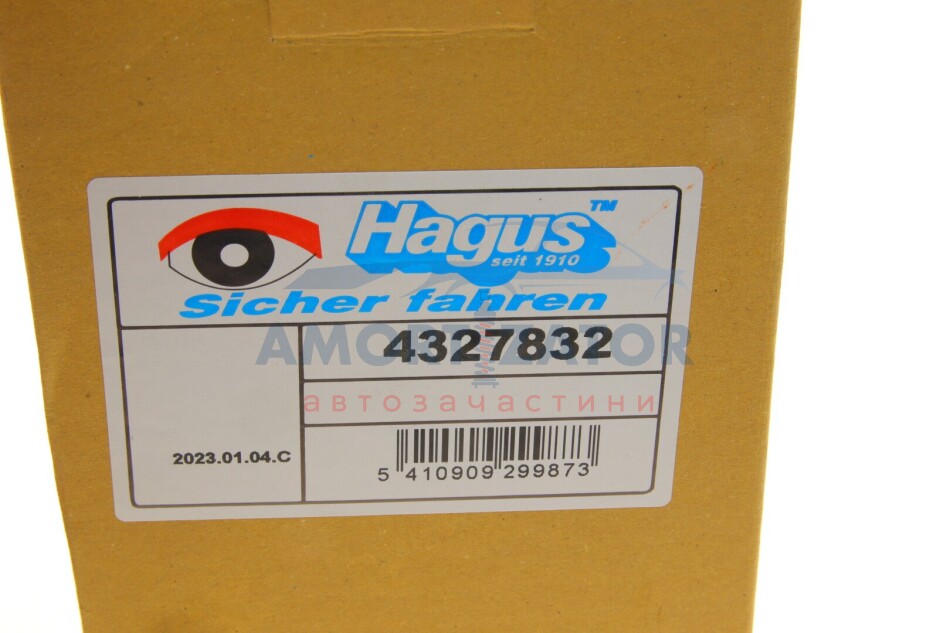 Hagus™
seit 1910
Sicher fahren
4327832
AMORTIZATOR
автозачастини
2023.01.04.C
5 410909 299873